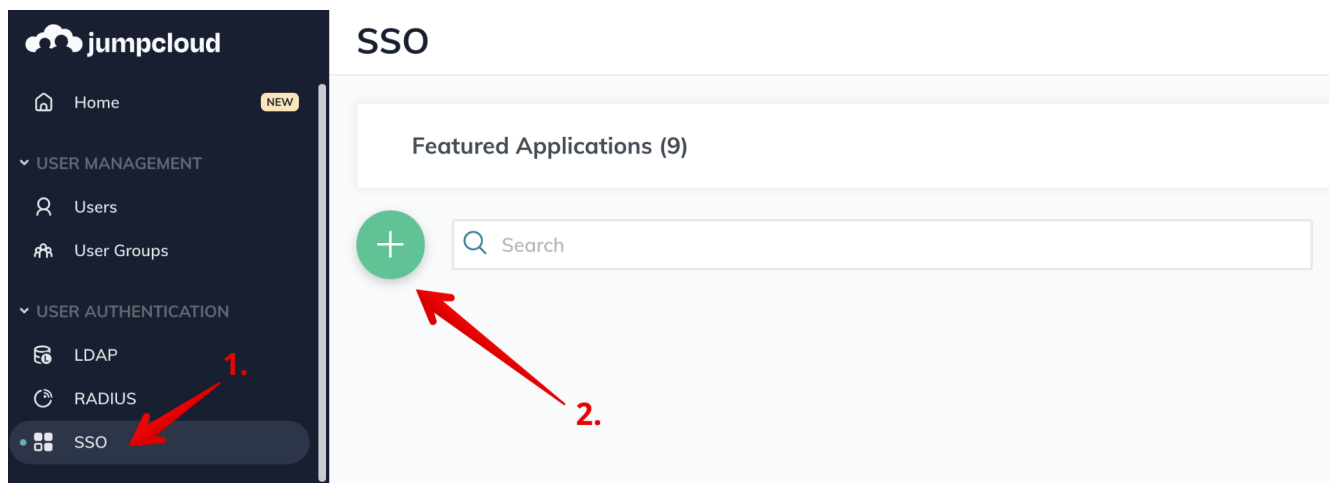 jumpcloud
Home NEW
USER MANAGEMENT
Users
User Groups
USER AUTHENTICATION
LDAP
1.
RADIUS
SSO
SSO
Featured Applications (9)
Search
2.